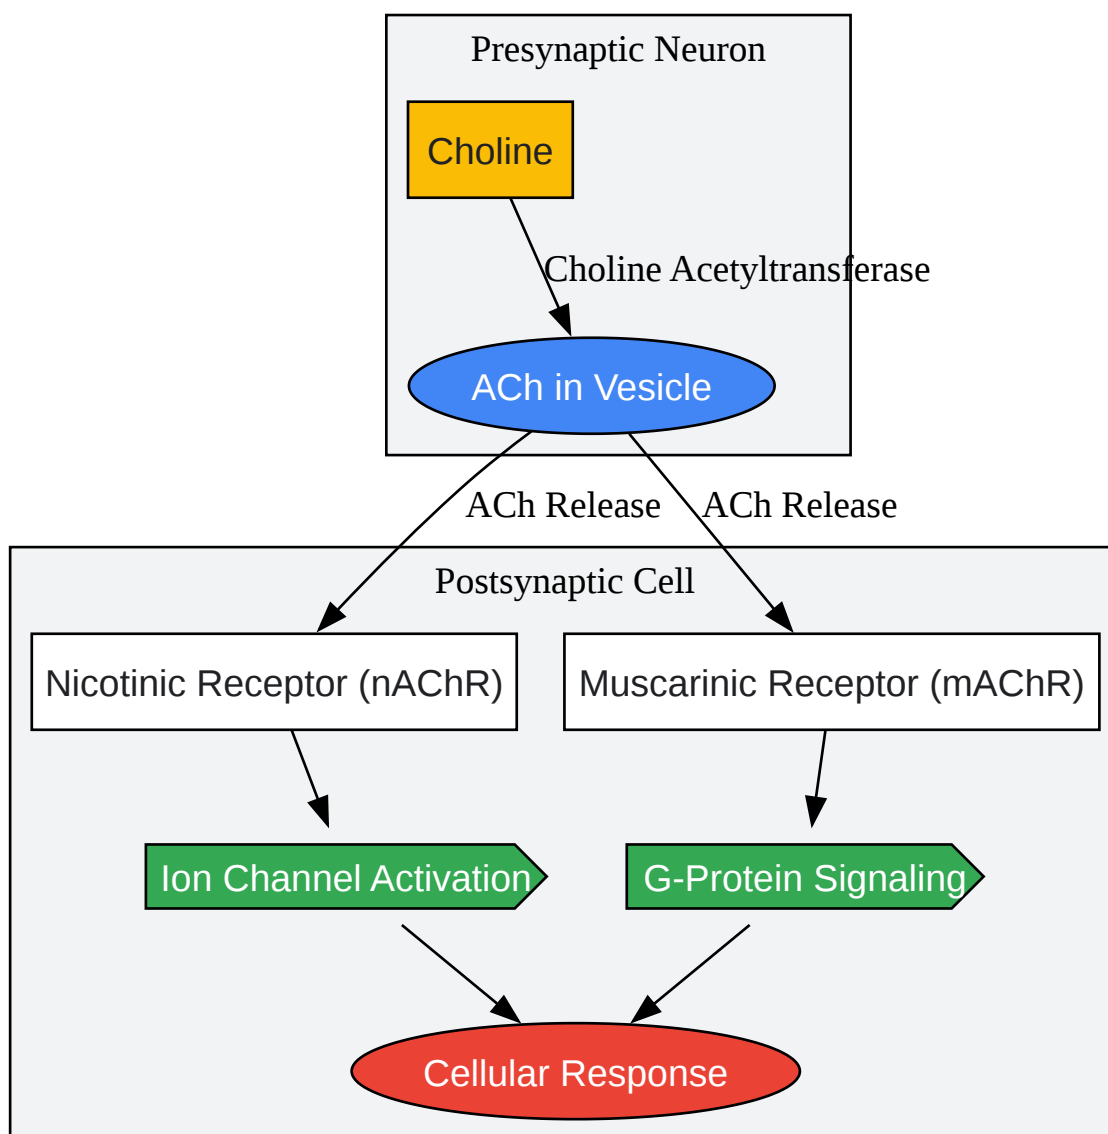 Presynaptic Neuron
Choline
Choline Acetyltransferase
ACh in Vesicle
ACh Release
ACh Release
Postsynaptic Cell
Nicotinic Receptor (nAChR)
Muscarinic Receptor (mAChR)
Ion Channel Activation
G-Protein Signaling
Cellular Response